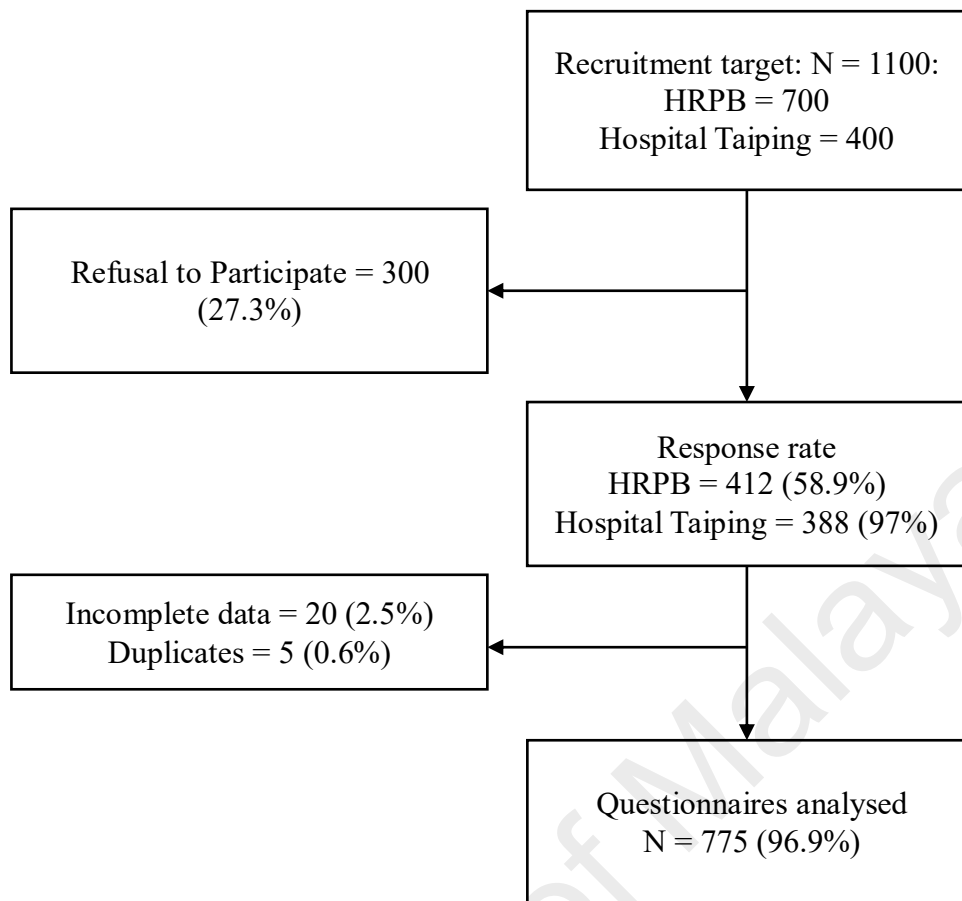 Recruitment target: N = 1100:
HRPB = 700
Hospital Taiping = 400
Refusal to Participate = 300
(27.3%)
Response rate
HRPB = 412 (58.9%)
Hospital Taiping = 388 (97%)
Incomplete data = 20 (2.5%)
Duplicates = 5 (0.6%)
Questionnaires analysed
N = 775 (96.9%)
of Malaya